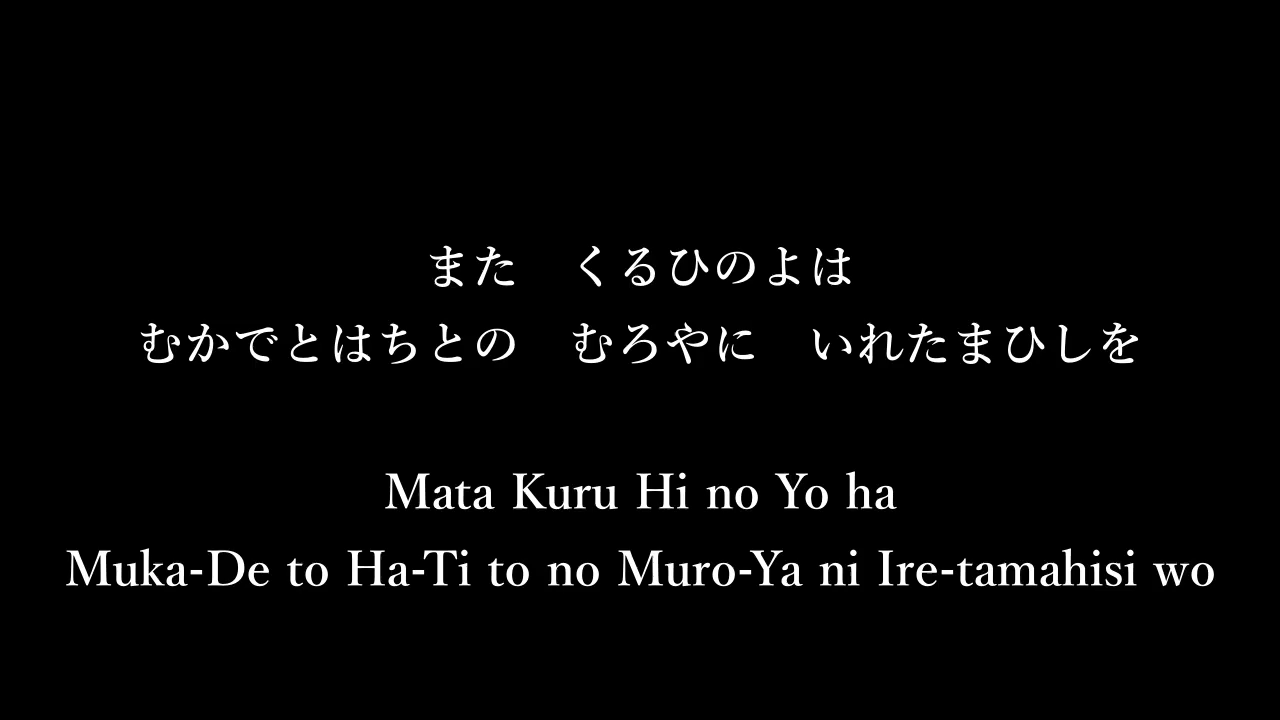 また　くるひのよは
むかでとはちとの　むろやに　いれたまひしを
Mata Kuru Hi no Yo ha
Muka-De to Ha-Ti to no Muro-Ya ni Ire-tamahisi wo